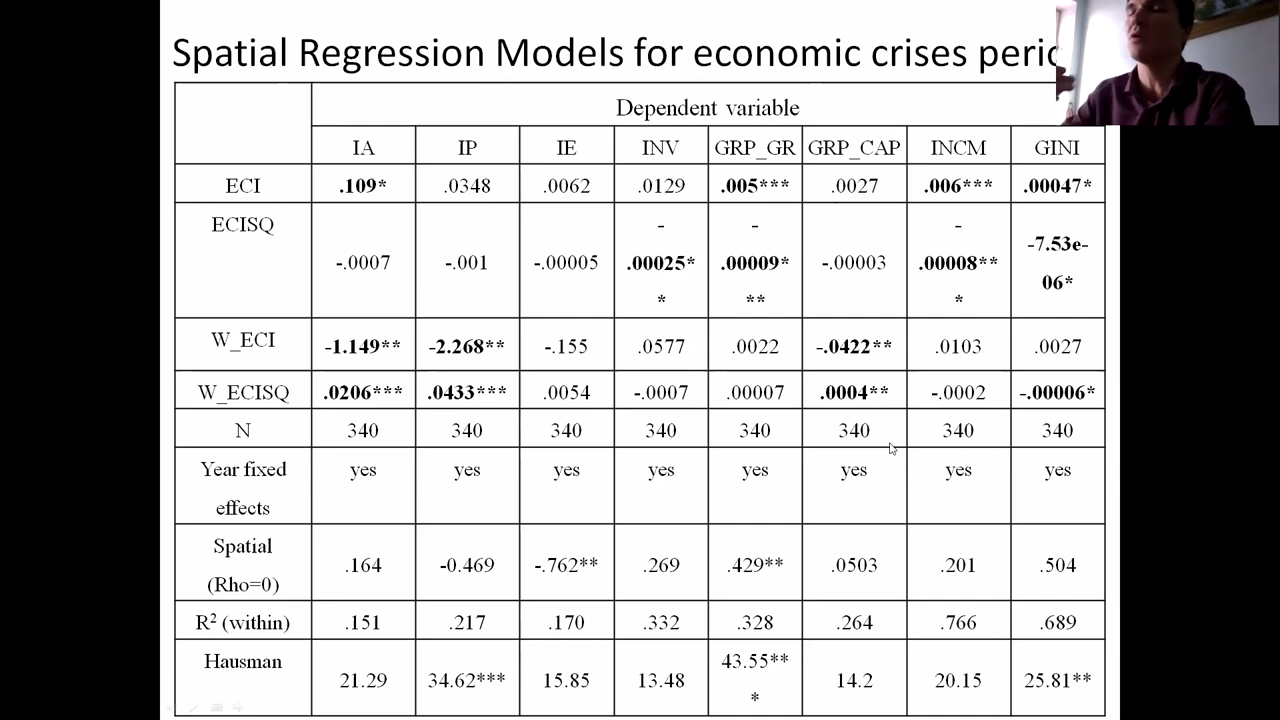 Spatial Regression Models for economic crises
Dependent variable
IA IP IE INV GRP_GR GRP_CAP INCM GINI
ECI .109* .0348 .0062 .0129 .005*** .0027 .006*** .00047*
ECISQ - - -
-.0007 -.001 -.00005 .00025* .00009* -.00003 .00008** -7.53e-
* ** * 06*
W_ECI -1.149** -2.268** -.155 .0577 .0022 -.0422** .0103 .0027
W_ECISQ .0206*** .0433*** .0054 -.0007 .00007 .0004** -.0002 -.00006*
N 340 340 340 340 340 340 340 340
Year fixed yes yes yes yes yes yes yes yes
effects
Spatial
(Rho=0) .164 -0.469 -.762** .269 .429** .0503 .201 .504
R² (within) .151 .217 .170 .332 .328 .264 .766 .689
Hausman 21.29 34.62*** 15.85 13.48 43.55** 14.2 20.15 25.81**
*